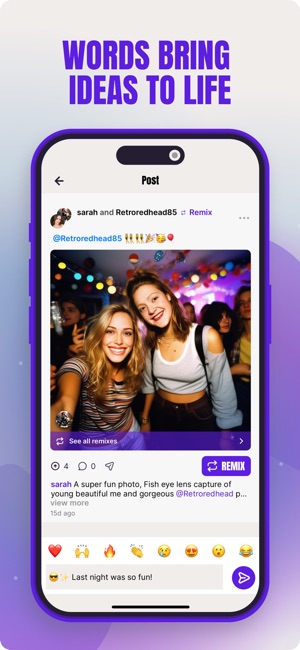 WORDS BRING
IDEAS TO LIFE
Post
sarah and Retroredhead85 Remix
@Retroredhead85 👯👯🎉🥳🎈
See all remixes
4 0 REMIX
sarah A super fun photo, Fish eye lens capture of
young beautiful me and gorgeous @Retroredhead p...
view more
15d ago
❤️ 🙌 🔥 👏 😢 😍 😮 😂
😎✨ Last night was so fun!